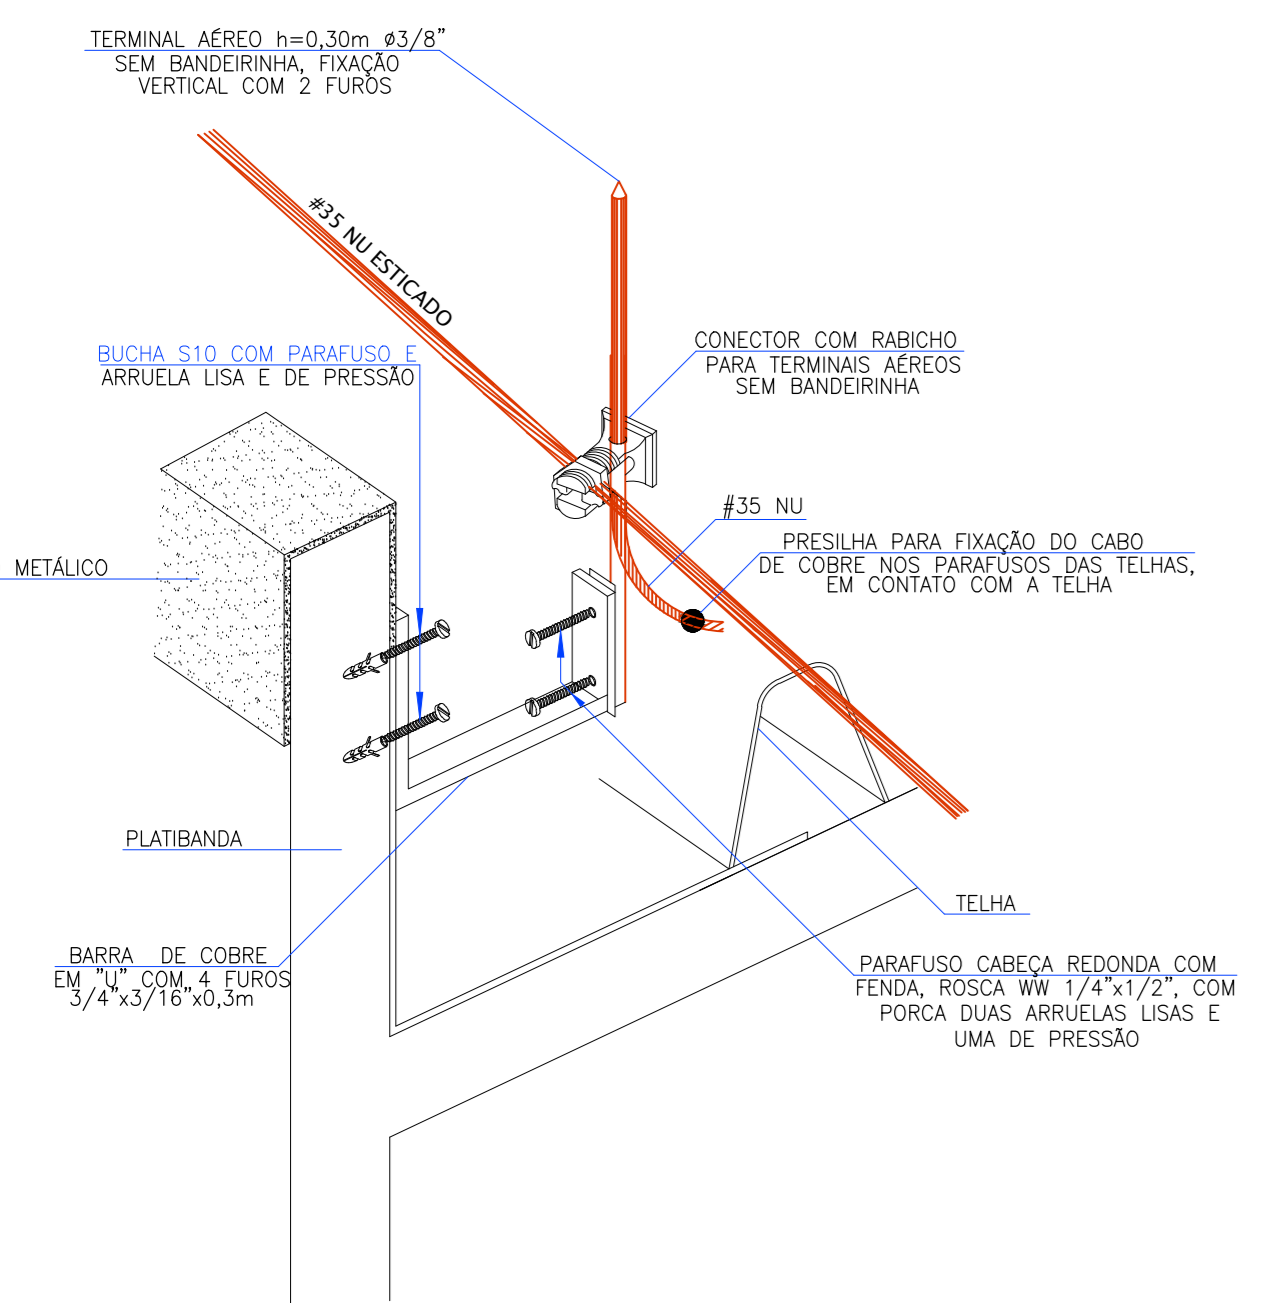 TERMINAL AÉREO h=0,30m ø3/8"
SEM BANDEIRINHA, FIXAÇÃO
VERTICAL COM 2 FUROS
#35 NU ESTICADO
BUCHA S10 COM PARAFUSO E
ARRUELA LISA E DE PRESSÃO
CONECTOR COM RABICHO
PARA TERMINAIS AÉREOS
SEM BANDEIRINHA
#35 NU
PRESILHA PARA FIXAÇÃO DO CABO
DE COBRE NOS PARAFUSOS DAS TELHAS,
EM CONTATO COM A TELHA
METÁLICO
PLATIBANDA
TELHA
BARRA DE COBRE
EM "U" COM 4 FUROS
3/4"x3/16"x0,3m
PARAFUSO CABEÇA REDONDA COM
FENDA, ROSCA WW 1/4"x1/2", COM
PORCA DUAS ARRUELAS LISAS E
UMA DE PRESSÃO